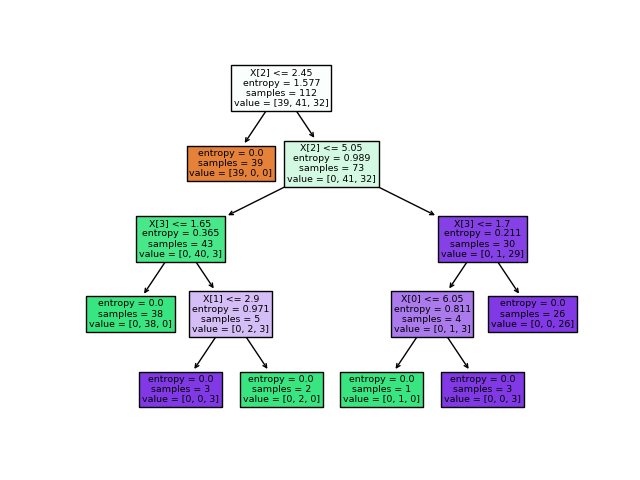 X[2] <= 2.45
entropy = 1.577
samples = 112
value = [39, 41, 32]
entropy = 0.0
samples = 39
value = [39, 0, 0]
X[2] <= 5.05
entropy = 0.989
samples = 73
value = [0, 41, 32]
X[3] <= 1.65
entropy = 0.365
samples = 43
value = [0, 40, 3]
X[3] <= 1.7
entropy = 0.211
samples = 30
value = [0, 1, 29]
entropy = 0.0
samples = 38
value = [0, 38, 0]
X[1] <= 2.9
entropy = 0.971
samples = 5
value = [0, 2, 3]
X[0] <= 6.05
entropy = 0.811
samples = 4
value = [0, 1, 3]
entropy = 0.0
samples = 26
value = [0, 0, 26]
entropy = 0.0
samples = 3
value = [0, 0, 3]
entropy = 0.0
samples = 2
value = [0, 2, 0]
entropy = 0.0
samples = 1
value = [0, 1, 0]
entropy = 0.0
samples = 3
value = [0, 0, 3]